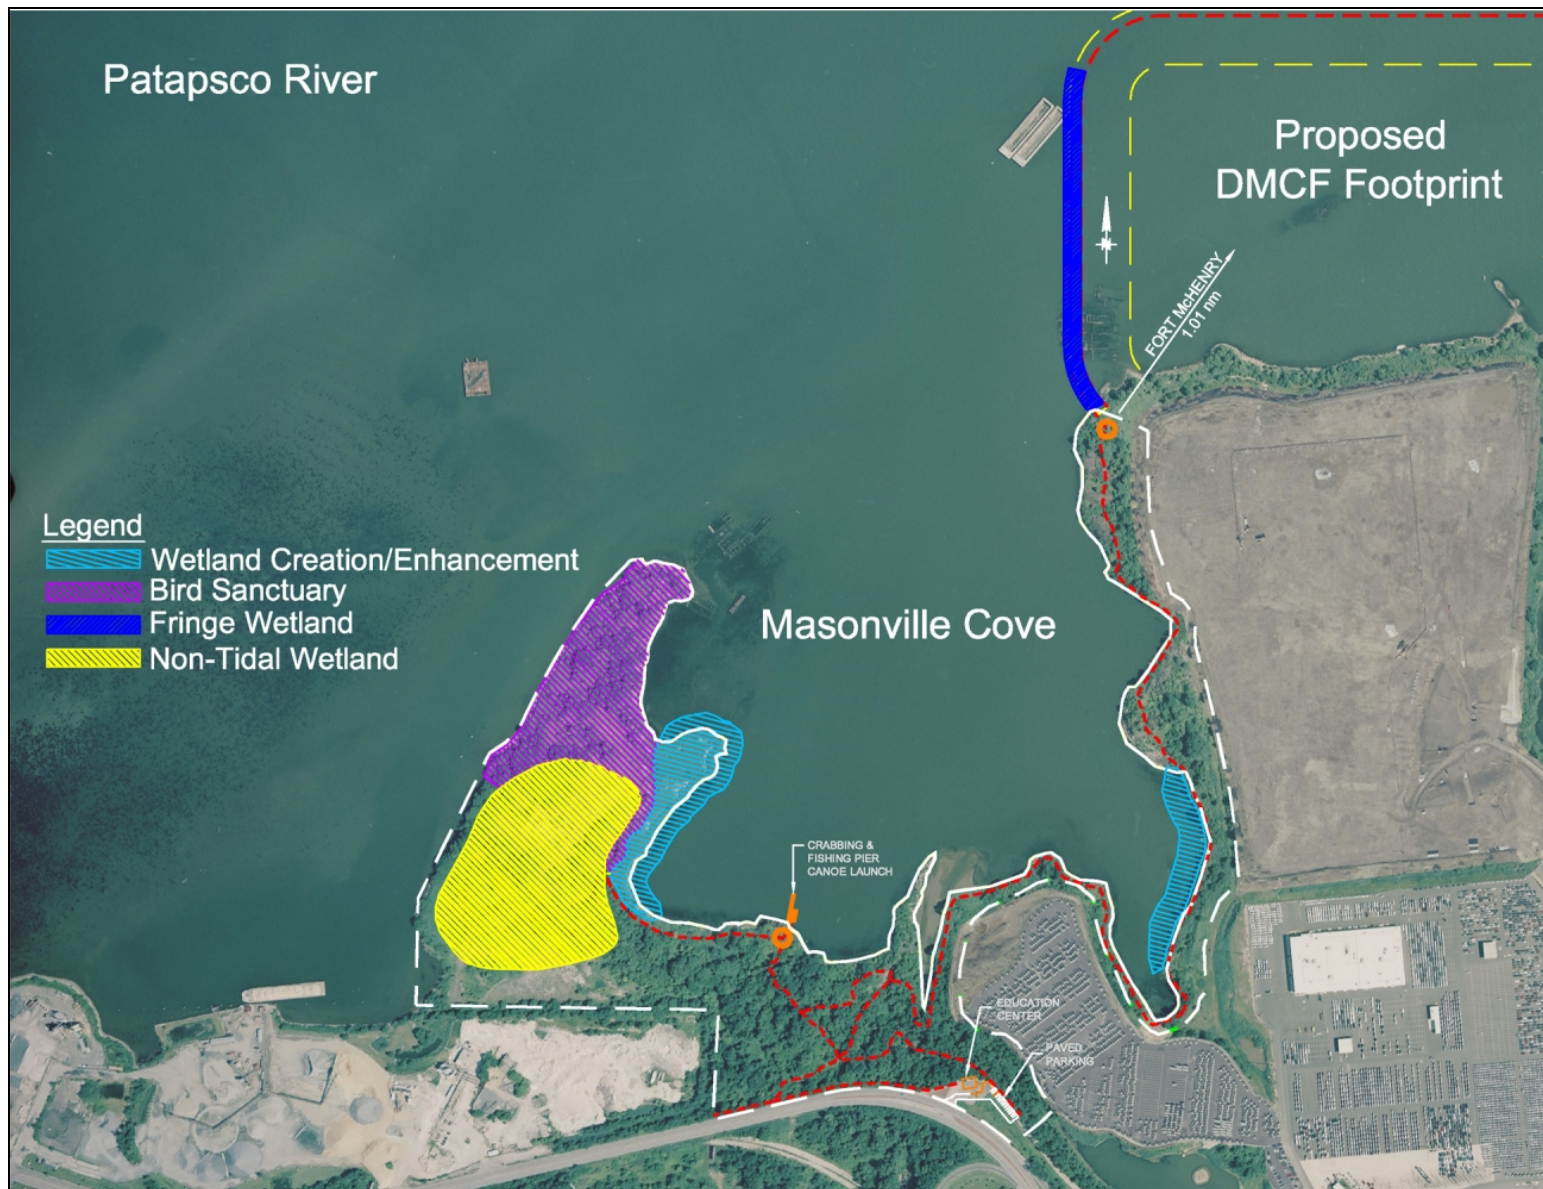 Patapsco River
Proposed
DMCF Footprint
N
FORT McHENRY
1.01 nm
Legend
Wetland Creation/Enhancement
Bird Sanctuary
Fringe Wetland
Non-Tidal Wetland
Masonville Cove
CRABBING &
FISHING PIER
CANOE LAUNCH
EDUCATION
CENTER
PAVED
PARKING